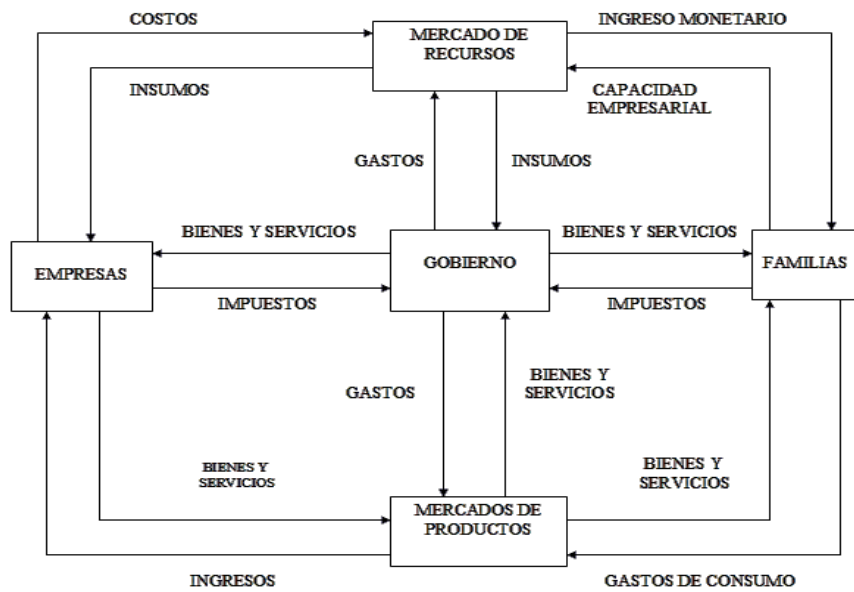 COSTOS
MERCADO DE
RECURSOS
INGRESO MONETARIO
INSUMOS
CAPACIDAD
EMPRESARIAL
GASTOS
INSUMOS
BIENES Y SERVICIOS
BIENES Y SERVICIOS
EMPRESAS
GOBIERNO
FAMILIAS
IMPUESTOS
IMPUESTOS
GASTOS
BIENES Y
SERVICIOS
BIENES Y
SERVICIOS
BIENES Y
SERVICIOS
MERCADOS DE
PRODUCTOS
INGRESOS
GASTOS DE CONSUMO